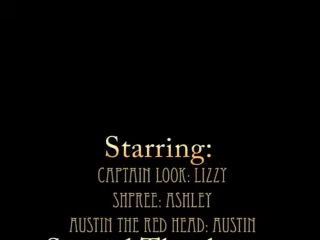 Starring:
CAPTAIN LOOK: LIZZY
SHPREE: ASHLEY
AUSTIN THE RED HEAD: AUSTIN